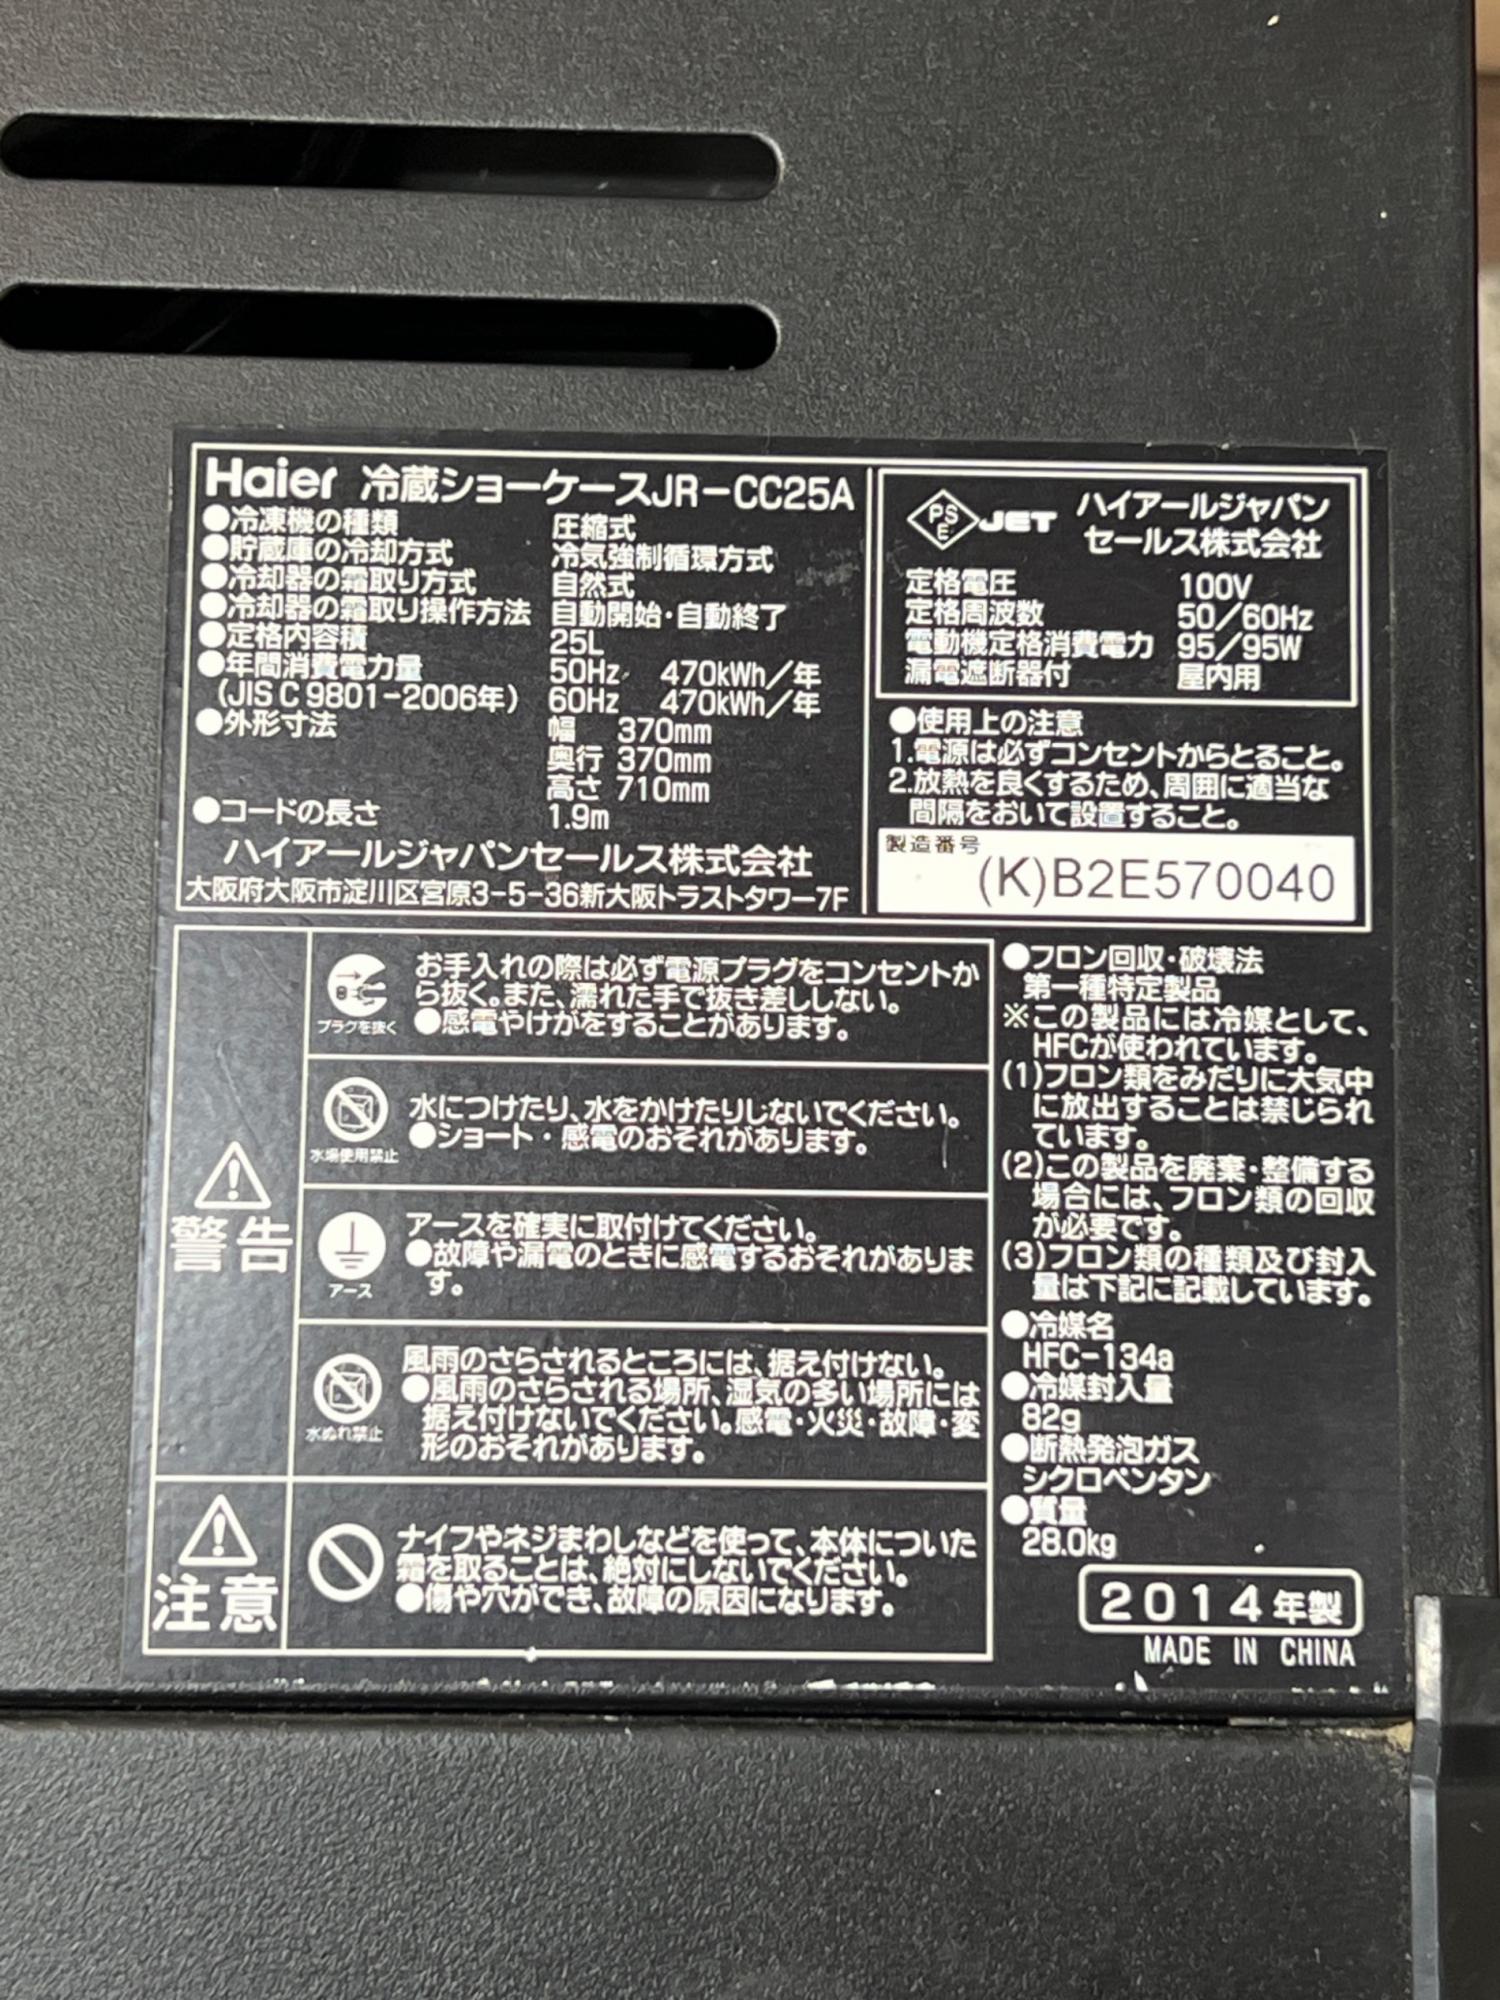 Haier 冷蔵ショーケースJR-CC25A
●冷凍機の種類 圧縮式
●貯蔵庫の冷却方式 冷気強制循環方式
●冷却器の霜取り方式 自然式
●冷却器の霜取り操作方法 自動開始・自動終了
●定格内容積 25L
●年間消費電力量 50Hz 470kWh/年
(JIS C 9801-2006年) 60Hz 470kWh/年
●外形寸法 幅 370mm
奥行 370mm
高さ 710mm
●コードの長さ 1.9m
ハイアールジャパンセールス株式会社
大阪府大阪市淀川区宮原3-5-36新大阪トラストタワー7F
PSE JET ハイアールジャパン
セールス株式会社
定格電圧 100V
定格周波数 50/60Hz
電動機定格消費電力 95/95W
漏電遮断器付 屋内用
●使用上の注意
1.電源は必ずコンセントからとること。
2.放熱を良くするため、周囲に適当な
間隔をおいて設置すること。
製造番号
(K)B2E570040
警告
プラグを抜く
お手入れの際は必ず電源プラグをコンセントか
ら抜く。また、濡れた手で抜き差ししない。
●感電やけがをすることがあります。
水場使用禁止
水につけたり、水をかけたりしないでください。
●ショート・感電のおそれがあります。
アース
アースを確実に取付けてください。
●故障や漏電のときに感電するおそれがありま
す。
水ぬれ禁止
風雨のさらされるところには、据え付けない。
●風雨のさらされる場所、湿気の多い場所には
据え付けないでください。感電・火災・故障・変
形のおそれがあります。
注意
ナイフやネジまわしなどを使って、本体についた
霜を取ることは、絶対にしないでください。
●傷や穴ができ、故障の原因になります。
●フロン回収・破壊法
第一種特定製品
※この製品には冷媒として、
HFCが使われています。
(1)フロン類をみだりに大気中
に放出することは禁じられ
ています。
(2)この製品を廃棄・整備する
場合には、フロン類の回収
が必要です。
(3)フロン類の種類及び封入
量は下記に記載しています。
●冷媒名
HFC-134a
●冷媒封入量
82g
●断熱発泡ガス
シクロペンタン
●質量
28.0kg
2014年製
MADE IN CHINA